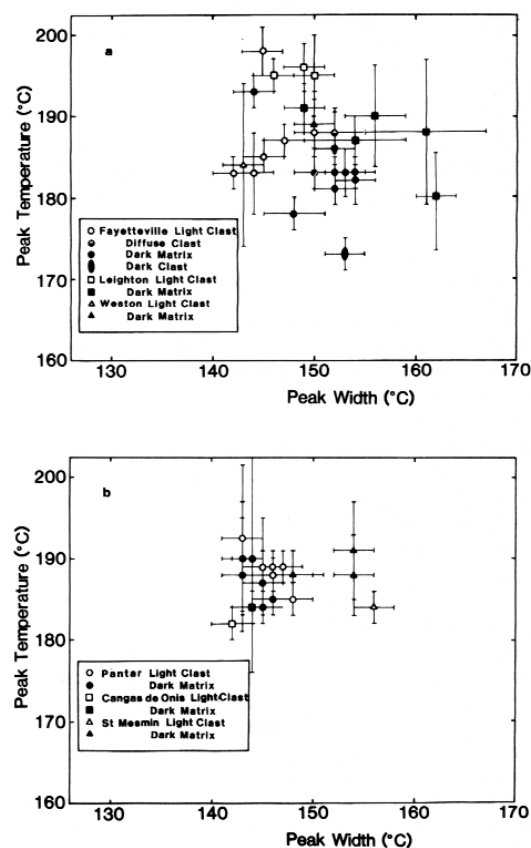 a
Peak Temperature (°C)
200
190
180
170
160
Fayetteville Light Clast
Diffuse Clast
Dark Matrix
Dark Clast
Leighton Light Clast
Dark Matrix
Weston Light Clast
Dark Matrix
130 140 150 160 170
Peak Width (°C)
b
Peak Temperature (°C)
200
190
180
170
160
Pantar Light Clast
Dark Matrix
Cangas de Onis Light Clast
Dark Matrix
St Mesmin Light Clast
Dark Matrix
130 140 150 160 170
Peak Width (°C)